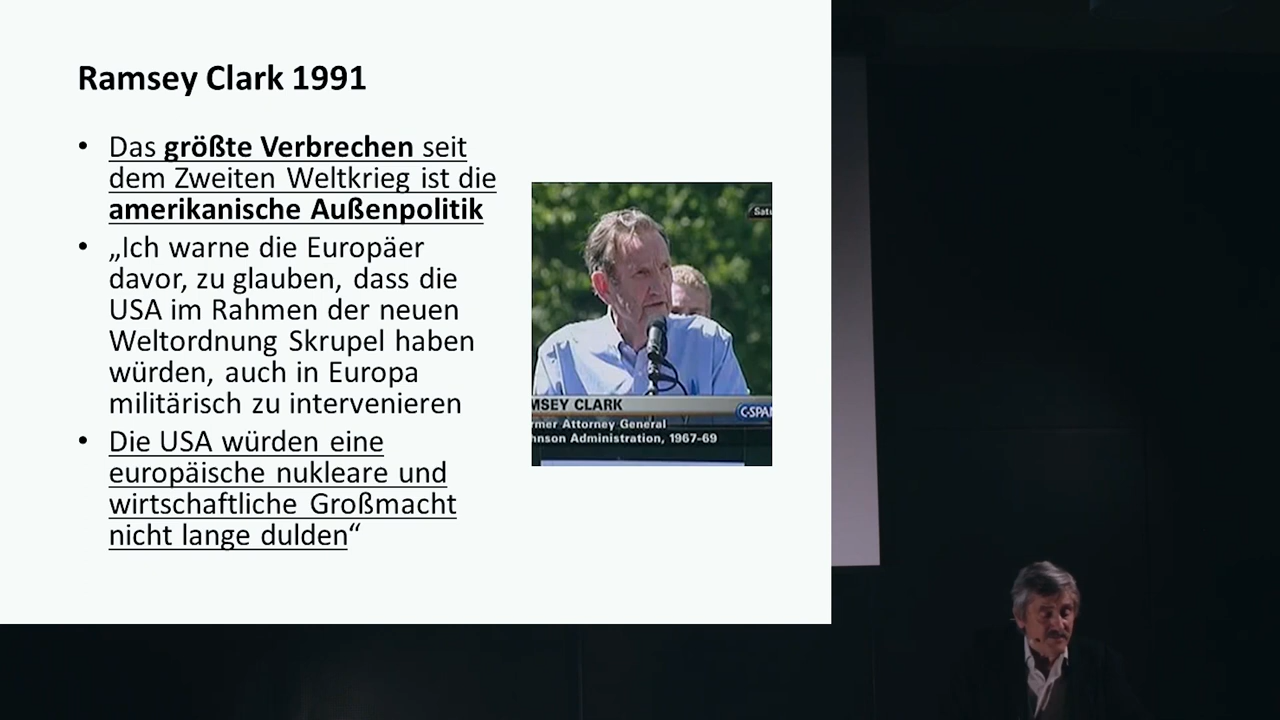 Ramsey Clark 1991
• Das größte Verbrechen seit
dem Zweiten Weltkrieg ist die
amerikanische Außenpolitik
• „Ich warne die Europäer
davor, zu glauben, dass die
USA im Rahmen der neuen
Weltordnung Skrupel haben
würden, auch in Europa
militärisch zu intervenieren
• Die USA würden eine
europäische nukleare und
wirtschaftliche Großmacht
nicht lange dulden“
Satu
MSEY CLARK
C-SPA
rmer Attorney General
hnson Administration, 1967-69